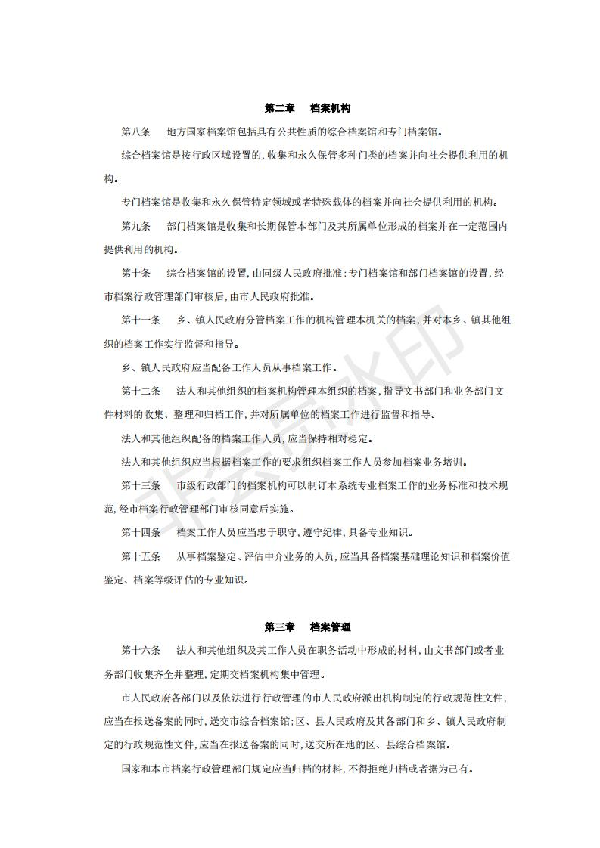 第二章 档案机构
第八条 地方国家档案馆包括具有公共性质的综合档案馆和专门档案馆。
综合档案馆是按行政区域设置的,收集和永久保管多种门类的档案并向社会提供利用的机
构。
专门档案馆是收集和永久保管特定领域或者特殊载体的档案并向社会提供利用的机构。
第九条 部门档案馆是收集和长期保管本部门及其所属单位形成的档案并在一定范围内
提供利用的机构。
第十条 综合档案馆的设置,由同级人民政府批准;专门档案馆和部门档案馆的设置,经
市档案行政管理部门审核后,由市人民政府批准。
第十一条 乡、镇人民政府分管档案工作的机构管理本机关的档案,并对本乡、镇其他组
织的档案工作实行监督和指导。
乡、镇人民政府应当配备工作人员从事档案工作。
第十二条 法人和其他组织的档案机构管理本组织的档案,指导文书部门和业务部门文
件材料的收集、整理和归档工作,并对所属单位的档案工作进行监督和指导。
法人和其他组织配备的档案工作人员,应当保持相对稳定。
法人和其他组织应当根据档案工作的要求组织档案工作人员参加档案业务培训。
第十三条 市级行政部门的档案机构可以制订本系统专业档案工作的业务标准和技术规
范,经市档案行政管理部门审核同意后实施。
第十四条 档案工作人员应当忠于职守,遵守纪律,具备专业知识。
第十五条 从事档案鉴定、评估中介业务的人员,应当具备档案基础理论知识和档案价值
鉴定、档案等级评估的专业知识。
第三章 档案管理
第十六条 法人和其他组织及其工作人员在职务活动中形成的材料,由文书部门或者业
务部门收集齐全并整理,定期交档案机构集中管理。
市人民政府各部门以及依法进行行政管理的市人民政府派出机构制定的行政规范性文件,
应当在报送备案的同时,送交市综合档案馆;区、县人民政府及其各部门和乡、镇人民政府制
定的行政规范性文件,应当在报送备案的同时,送交所在地的区、县综合档案馆。
国家和本市档案行政管理部门规定应当归档的材料,不得拒绝归档或者据为己有。
非会员水印